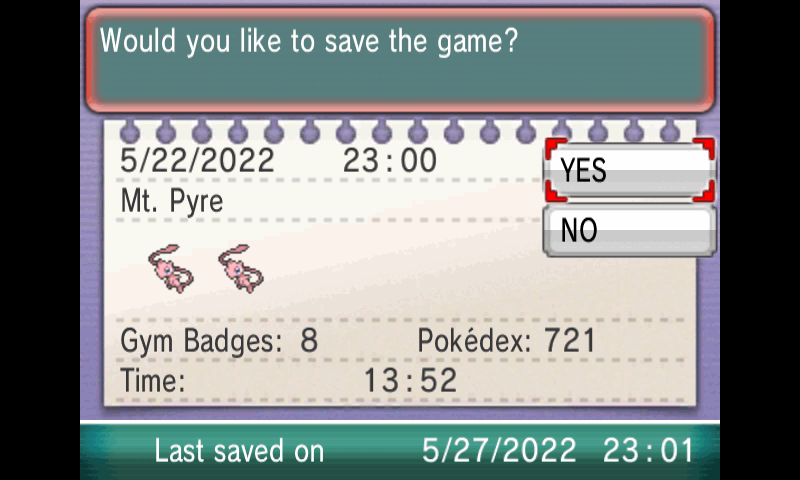 Would you like to save the game?
5/22/2022 23:00
YES
Mt. Pyre
NO
Gym Badges: 8 Pokédex: 721
Time: 13:52
Last saved on 5/27/2022 23:01